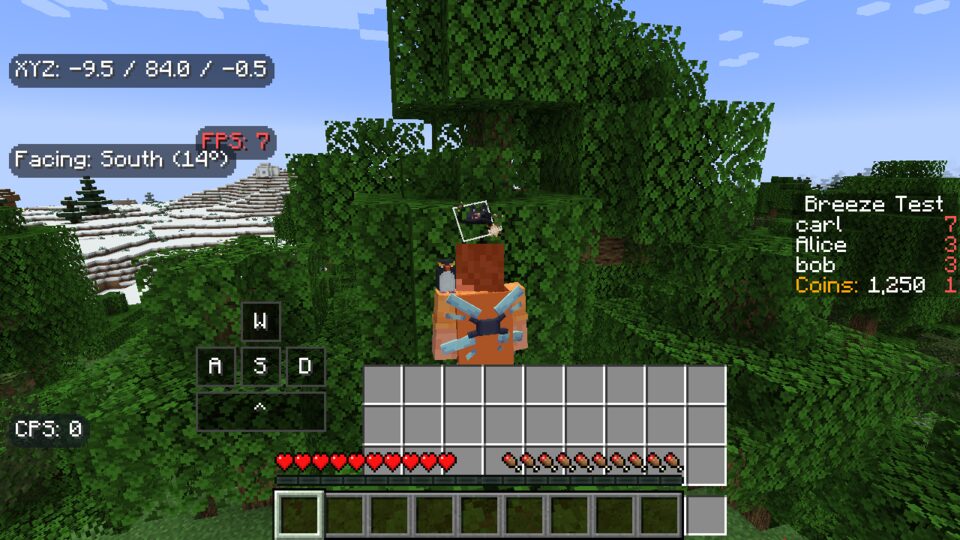 XYZ: -9.5 / 84.0 / -0.5
FPS: 7
Facing: South (14º)
Breeze Test
carl 7
Alice 3
bob 3
Coins: 1,250 1
W
A S D
^
CPS: 0